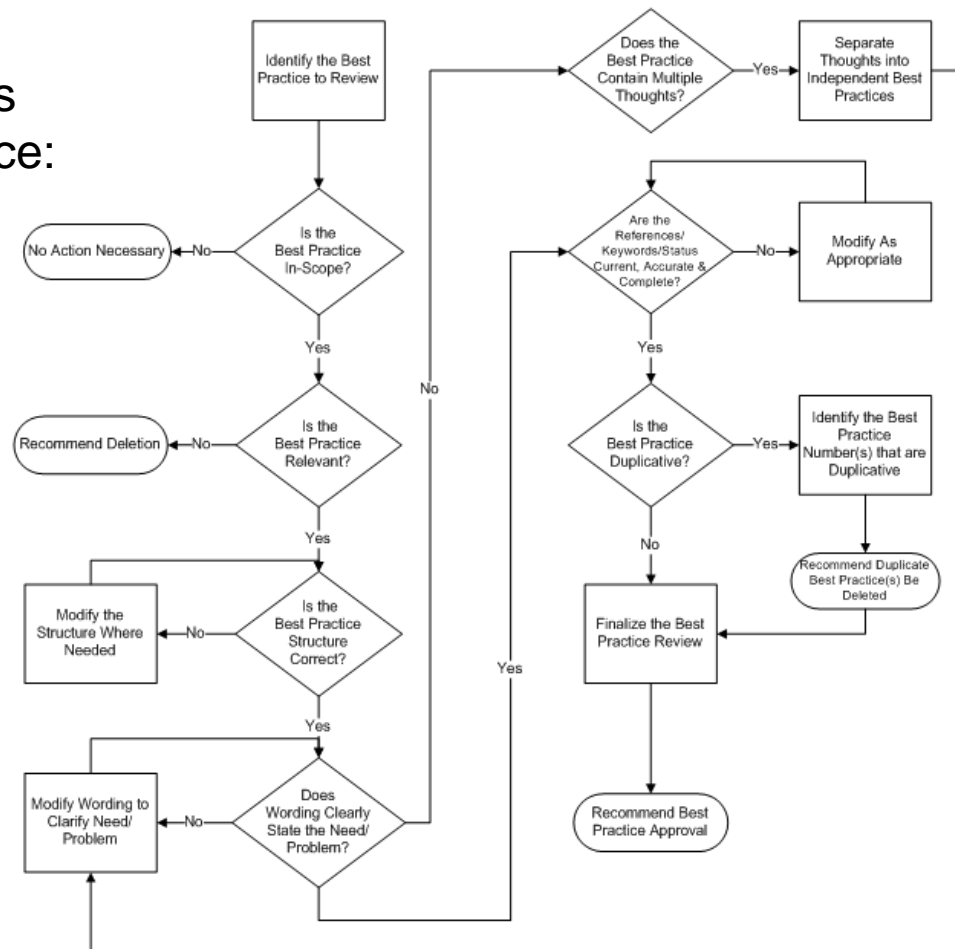 s
ce:
Identify the Best
Practice to Review
Is the
Best Practice
In-Scope?
No
No Action Necessary
Yes
Is the
Best Practice
Relevant?
No
Recommend Deletion
Yes
Is the
Best Practice
Structure
Correct?
No
Modify the
Structure Where
Needed
Yes
Does
Wording Clearly
State the Need/
Problem?
No
Modify Wording to
Clarify Need/
Problem
No
Yes
Does the
Best Practice
Contain Multiple
Thoughts?
Yes
Separate
Thoughts into
Independent Best
Practices
Are the
References/
Keywords/Status
Current, Accurate &
Complete?
No
Modify As
Appropriate
Yes
Is the
Best Practice
Duplicative?
Yes
Identify the Best
Practice
Number(s) that are
Duplicative
Recommend Duplicate
Best Practice(s) Be
Deleted
No
Finalize the Best
Practice Review
Recommend Best
Practice Approval